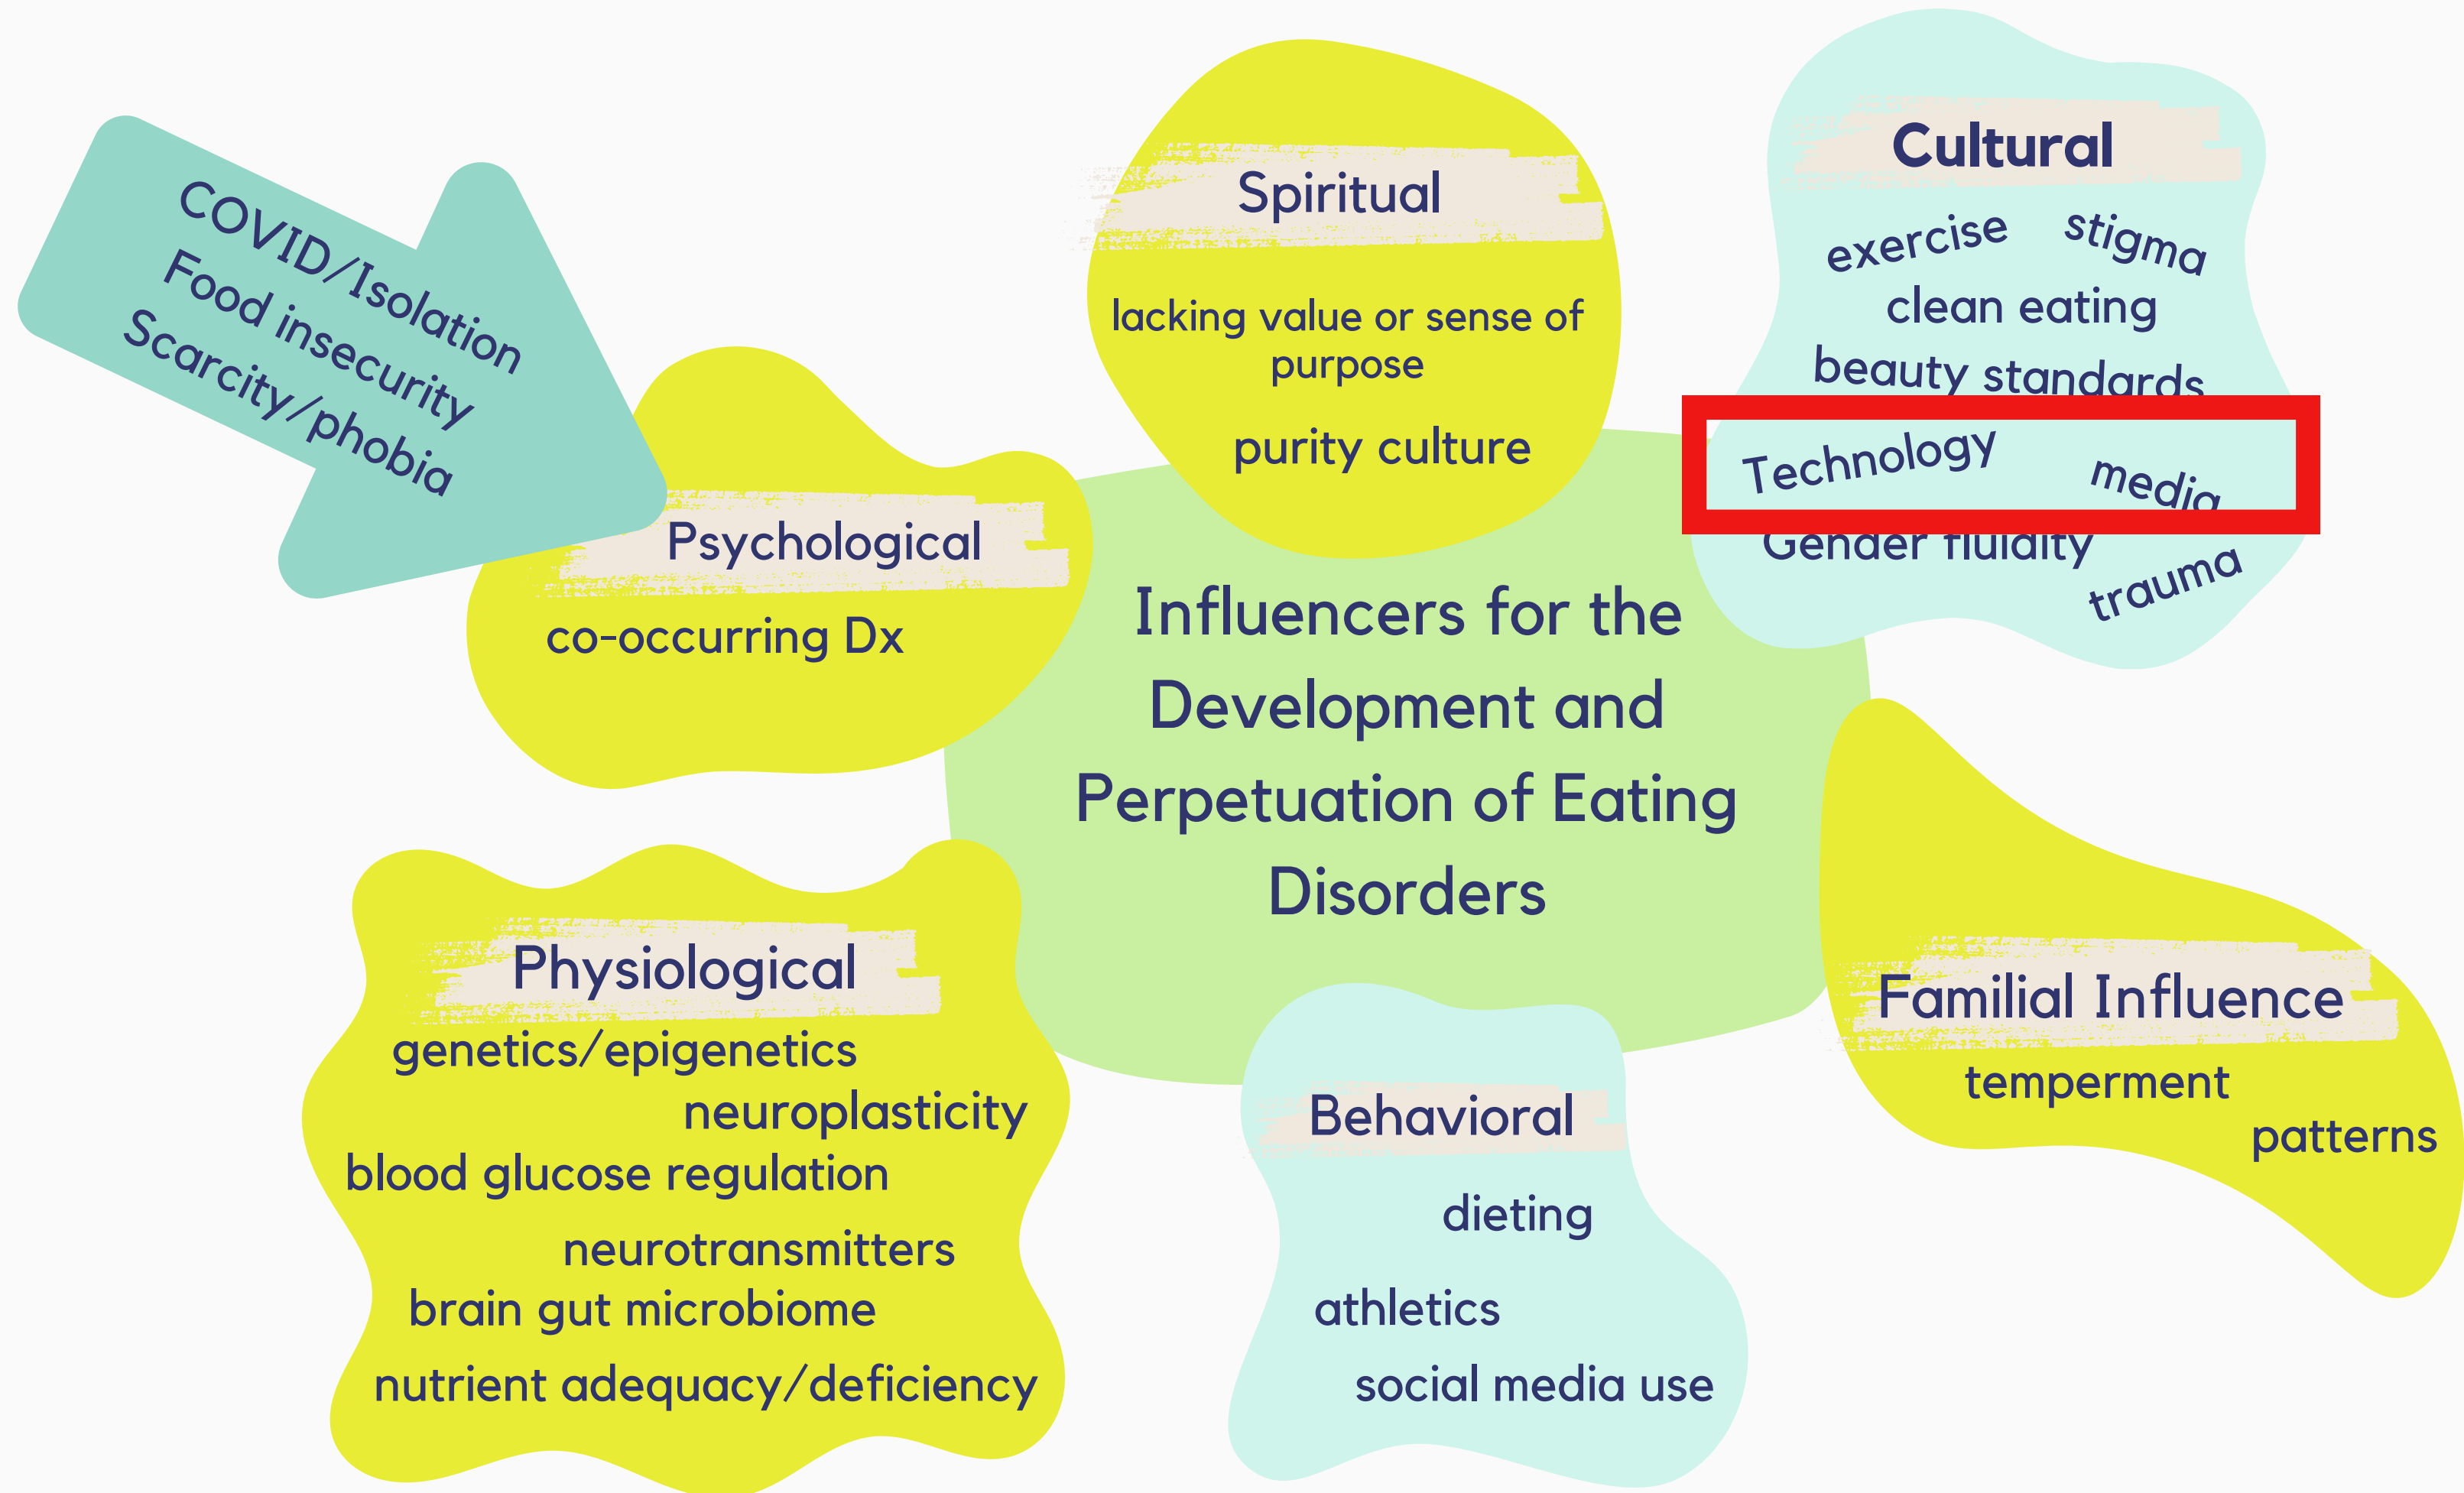 COVID/Isolation
Food insecurity
Scarcity/phobia
Spiritual
lacking value or sense of
purpose
purity culture
Cultural
exercise
stigma
clean eating
beauty standards
Technology
media
Gender fluidity
trauma
Psychological
co-occurring Dx
Influencers for the
Development and
Perpetuation of Eating
Disorders
Physiological
genetics/epigenetics
neuroplasticity
blood glucose regulation
neurotransmitters
brain gut microbiome
nutrient adequacy/deficiency
Behavioral
dieting
athletics
social media use
Familial Influence
temperment
patterns